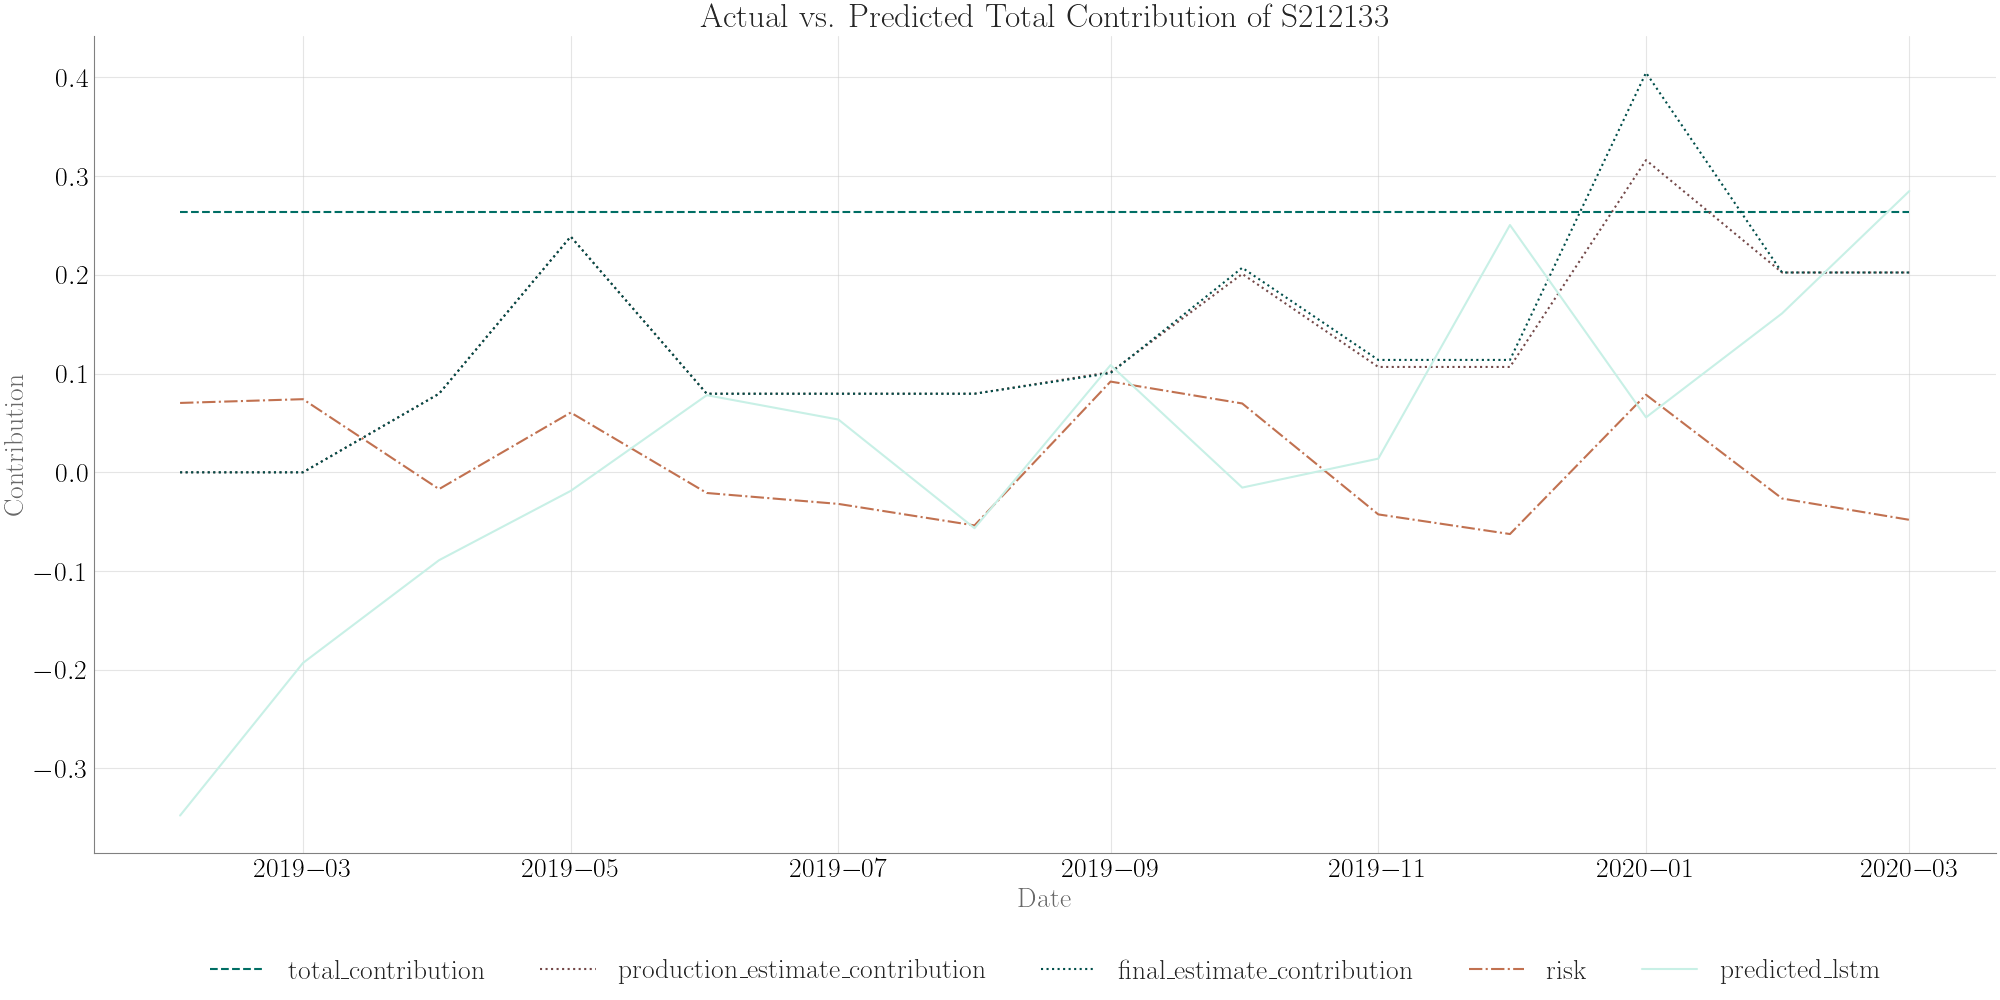 Actual vs. Predicted Total Contribution of S212133
Contribution
0.4
0.3
0.2
0.1
0.0
−0.1
−0.2
−0.3
2019−03 2019−05 2019−07 2019−09 2019−11 2020−01 2020−03
Date
total_contribution production_estimate_contribution final_estimate_contribution risk predicted_lstm